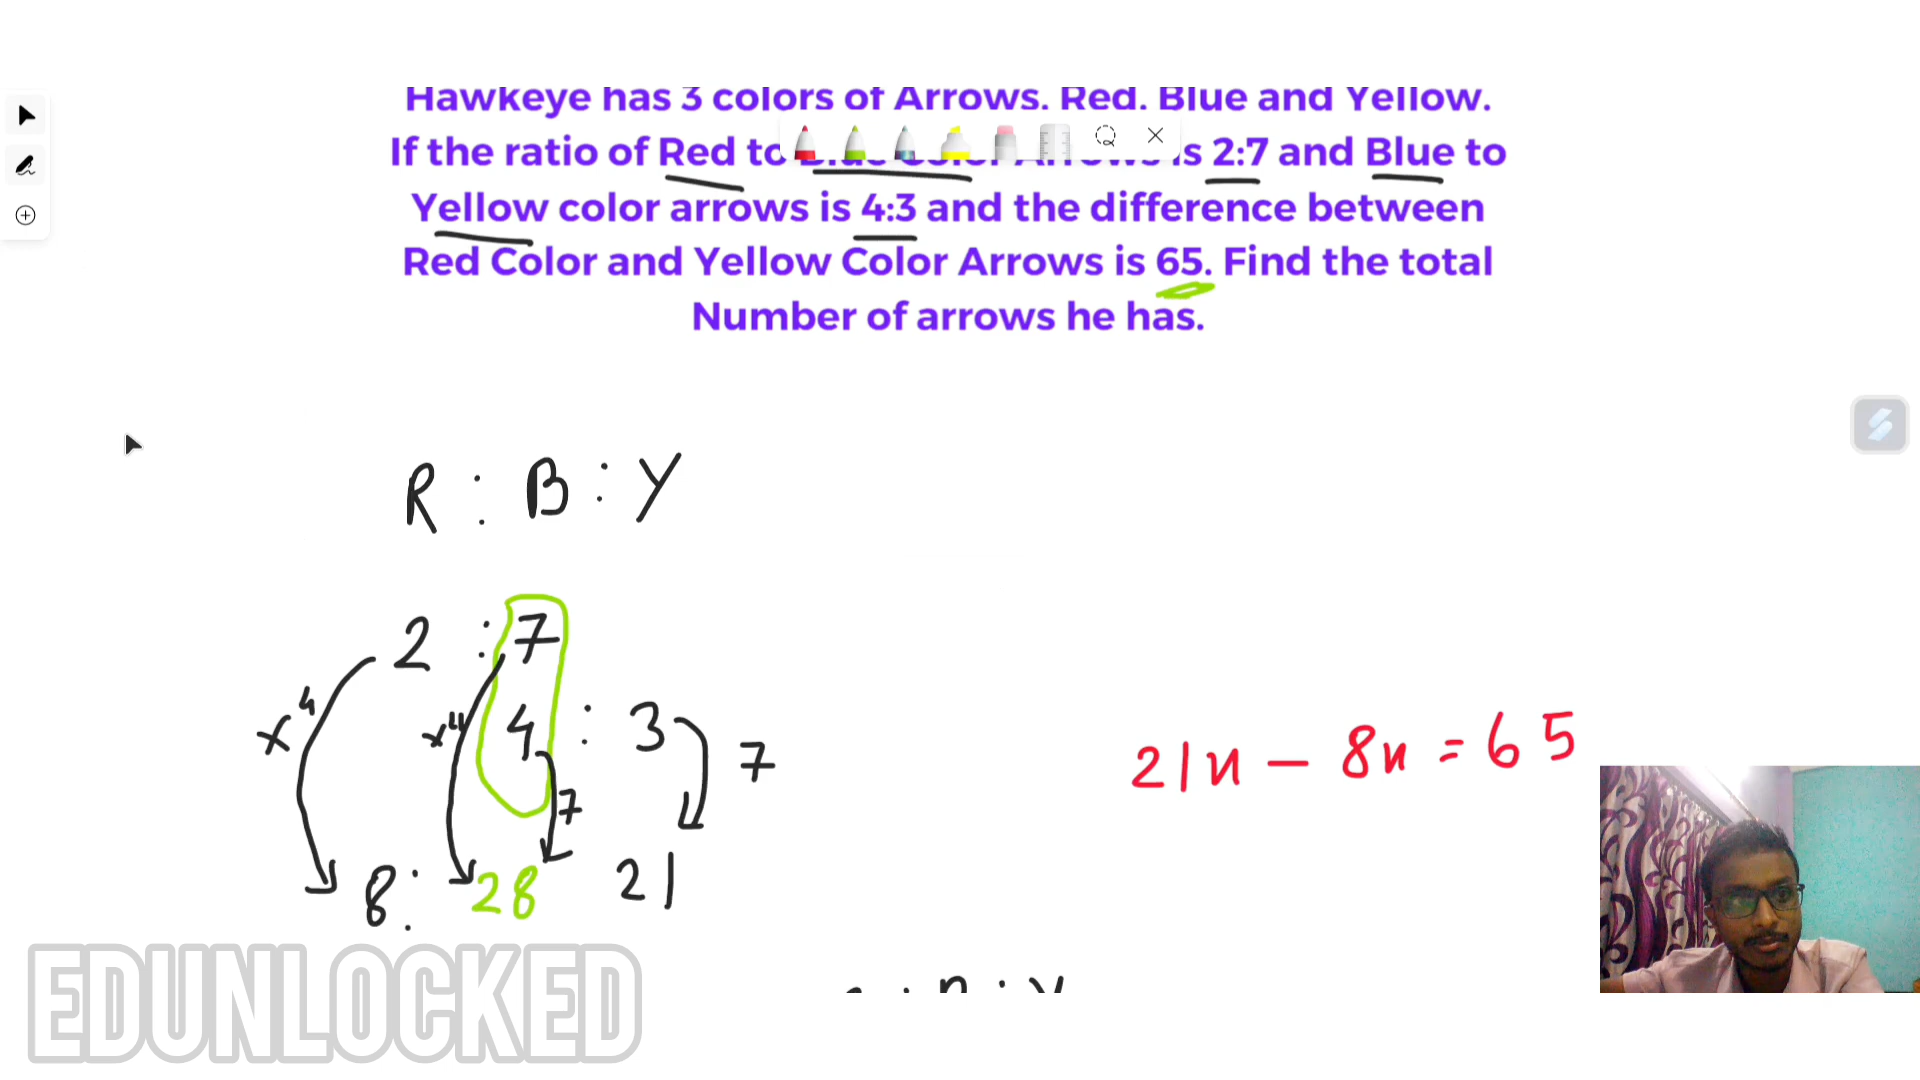 Hawkeye has 3 colors of Arrows. Red. Blue and Yellow.
If the ratio of Red to Blue Color Arrows is 2:7 and Blue to
Yellow color arrows is 4:3 and the difference between
Red Color and Yellow Color Arrows is 65. Find the total
Number of arrows he has.
R : B : Y
2 : 7
x4 x4 4 : 3 7
7
8: 28 21
21x - 8x = 65
EDUNLOCKED